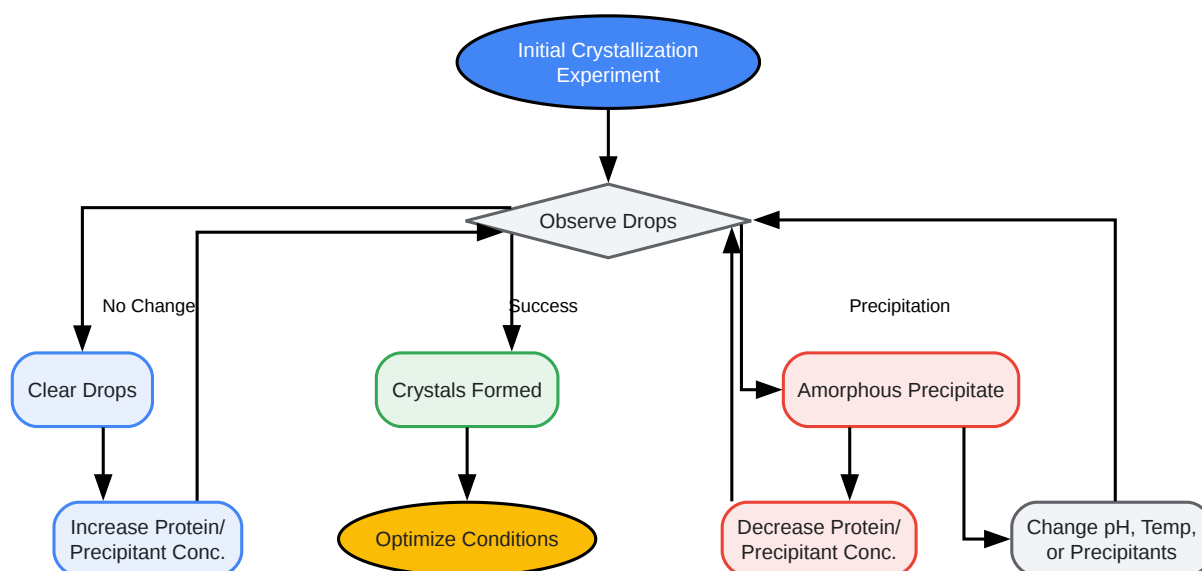 Initial Crystallization
Experiment
Observe Drops
No Change
Success
Precipitation
Clear Drops
Crystals Formed
Amorphous Precipitate
Increase Protein/
Precipitant Conc.
Optimize Conditions
Decrease Protein/
Precipitant Conc.
Change pH, Temp,
or Precipitants